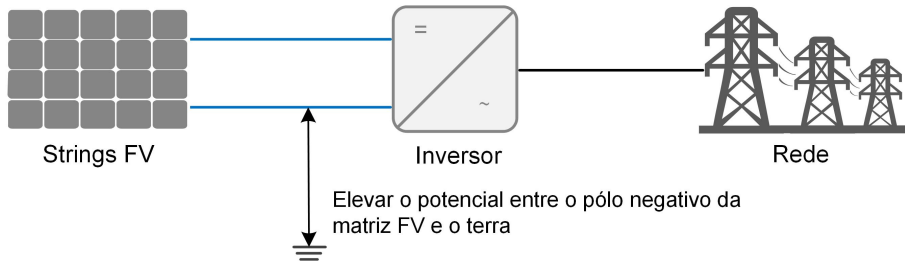 Strings FV
Inversor
Rede
Elevar o potencial entre o pólo negativo da
matriz FV e o terra